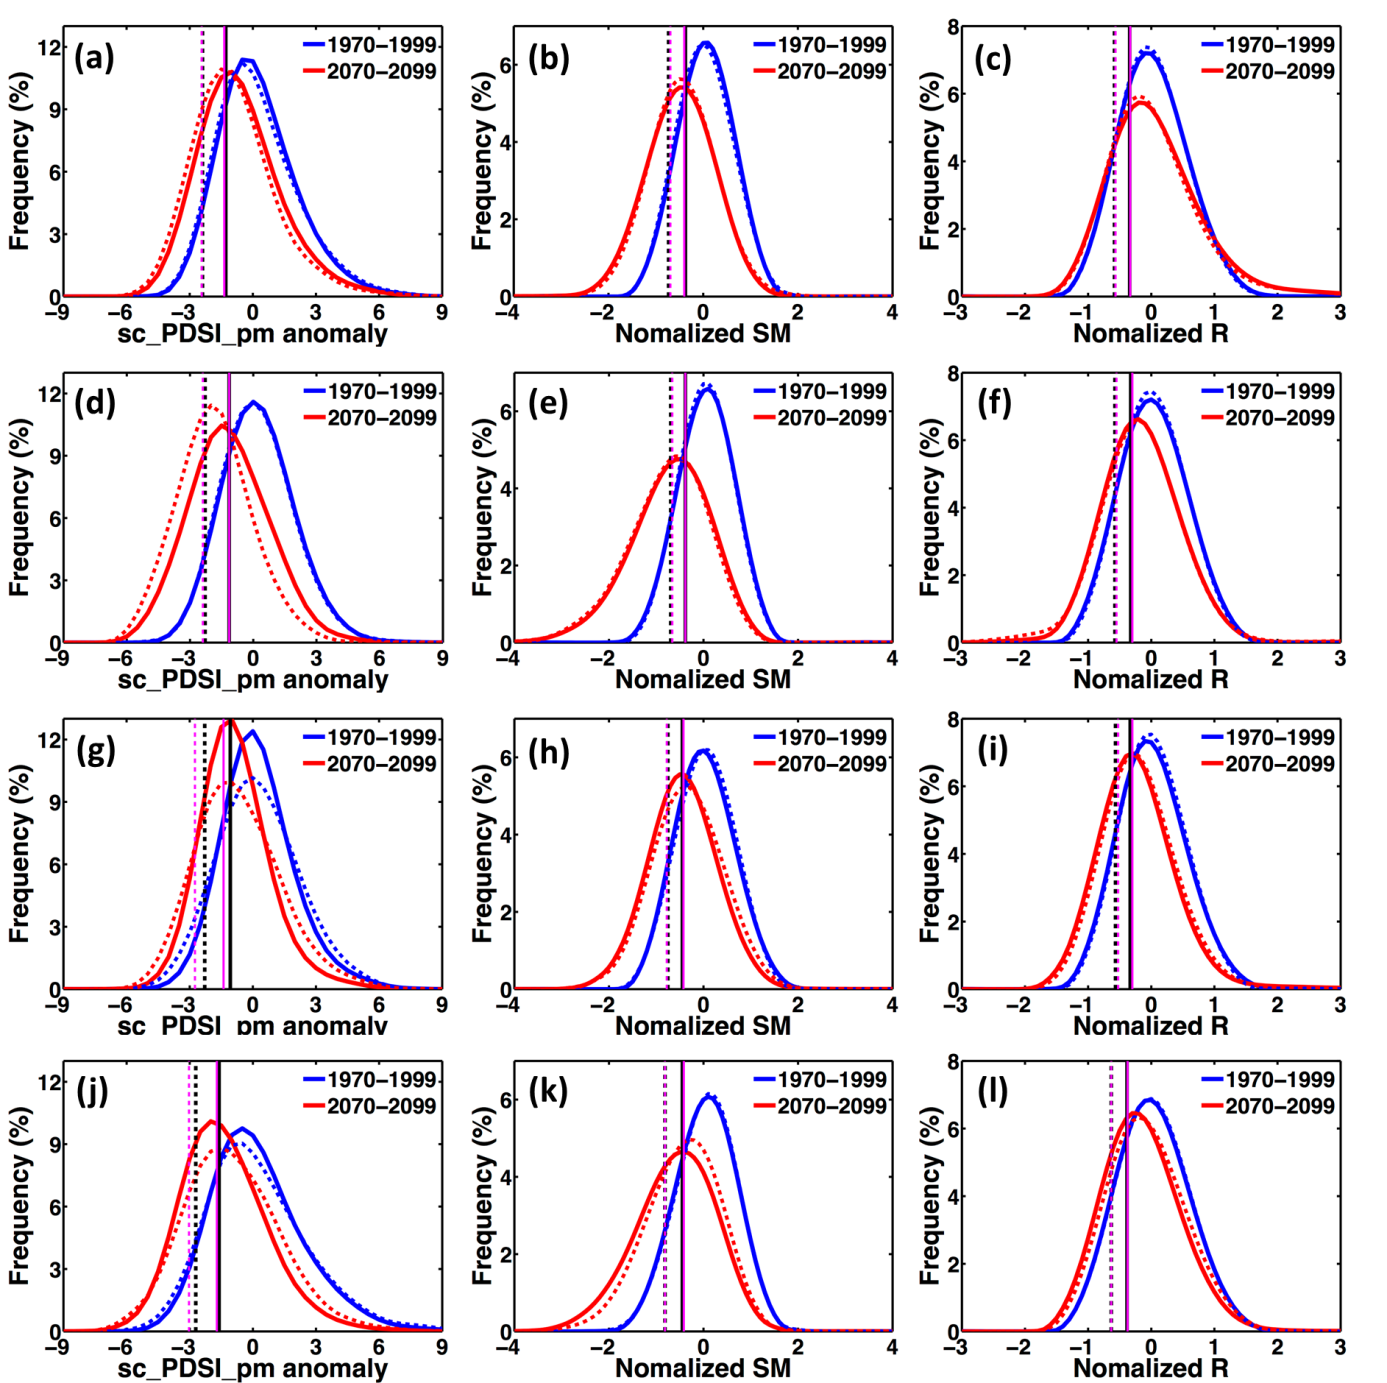 (a) 1970−1999
2070−2099
Frequency (%)
12
9
6
3
0
−9 −6 −3 0 3 6 9
sc_PDSI_pm anomaly
(b) 1970−1999
2070−2099
Frequency (%)
6
4
2
0
−4 −2 0 2 4
Nomalized SM
(c) 1970−1999
2070−2099
Frequency (%)
8
6
4
2
0
−3 −2 −1 0 1 2 3
Nomalized R
(d) 1970−1999
2070−2099
Frequency (%)
12
9
6
3
0
−9 −6 −3 0 3 6 9
sc_PDSI_pm anomaly
(e) 1970−1999
2070−2099
Frequency (%)
6
4
2
0
−4 −2 0 2 4
Nomalized SM
(f) 1970−1999
2070−2099
Frequency (%)
8
6
4
2
0
−3 −2 −1 0 1 2 3
Nomalized R
(g) 1970−1999
2070−2099
Frequency (%)
12
9
6
3
0
−9 −6 −3 0 3 6 9
sc_PDSI_pm anomaly
(h) 1970−1999
2070−2099
Frequency (%)
6
4
2
0
−4 −2 0 2 4
Nomalized SM
(i) 1970−1999
2070−2099
Frequency (%)
8
6
4
2
0
−3 −2 −1 0 1 2 3
Nomalized R
(j) 1970−1999
2070−2099
Frequency (%)
12
9
6
3
0
−9 −6 −3 0 3 6 9
sc_PDSI_pm anomaly
(k) 1970−1999
2070−2099
Frequency (%)
6
4
2
0
−4 −2 0 2 4
Nomalized SM
(l) 1970−1999
2070−2099
Frequency (%)
8
6
4
2
0
−3 −2 −1 0 1 2 3
Nomalized R